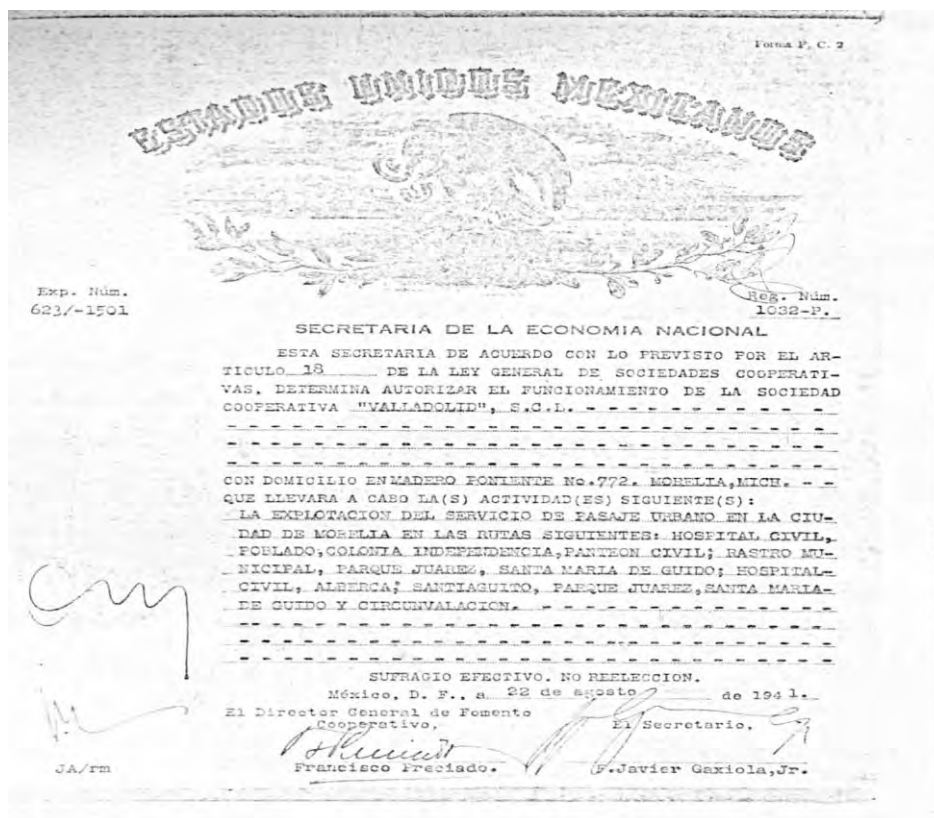 Forma P. C. 2
ESTADOS UNIDOS MEXICANOS
Exp. Núm.
623/-1501
Reg. Núm.
1032-P.
SECRETARIA DE LA ECONOMIA NACIONAL
ESTA SECRETARIA DE ACUERDO CON LO PREVISTO POR EL AR-
TICULO 18 DE LA LEY GENERAL DE SOCIEDADES COOPERATI-
VAS, DETERMINA AUTORIZAR EL FUNCIONAMIENTO DE LA SOCIEDAD
COOPERATIVA "VALLADOLID", S.C.L. - - - - - - - - - - -
CON DOMICILIO EN MADERO PONIENTE No.772. MORELIA,MICH. - -
QUE LLEVARA A CABO LA(S) ACTIVIDAD(ES) SIGUIENTE(S):
LA EXPLOTACION DEL SERVICIO DE PASAJE URBANO EN LA CIU-
DAD DE MORELIA EN LAS RUTAS SIGUIENTES: HOSPITAL CIVIL,
POBLADO,COLONIA INDEPENDENCIA,PANTEON CIVIL; RASTRO MU-
NICIPAL, PARQUE JUAREZ, SANTA MARIA DE GUIDO; HOSPITAL-
CIVIL, ALBERCA; SANTIAGUITO, PARQUE JUAREZ,SANTA MARIA-
DE GUIDO Y CIRCUNVALACION. - - - - - - - - - - - - - -
SUFRAGIO EFECTIVO. NO REELECCION.
México, D. F., a 22 de agosto de 1941.
El Director General de Fomento
Cooperativo,
El Secretario,
Francisco Preciado.
F.Javier Gaxiola,Jr.
JA/rm